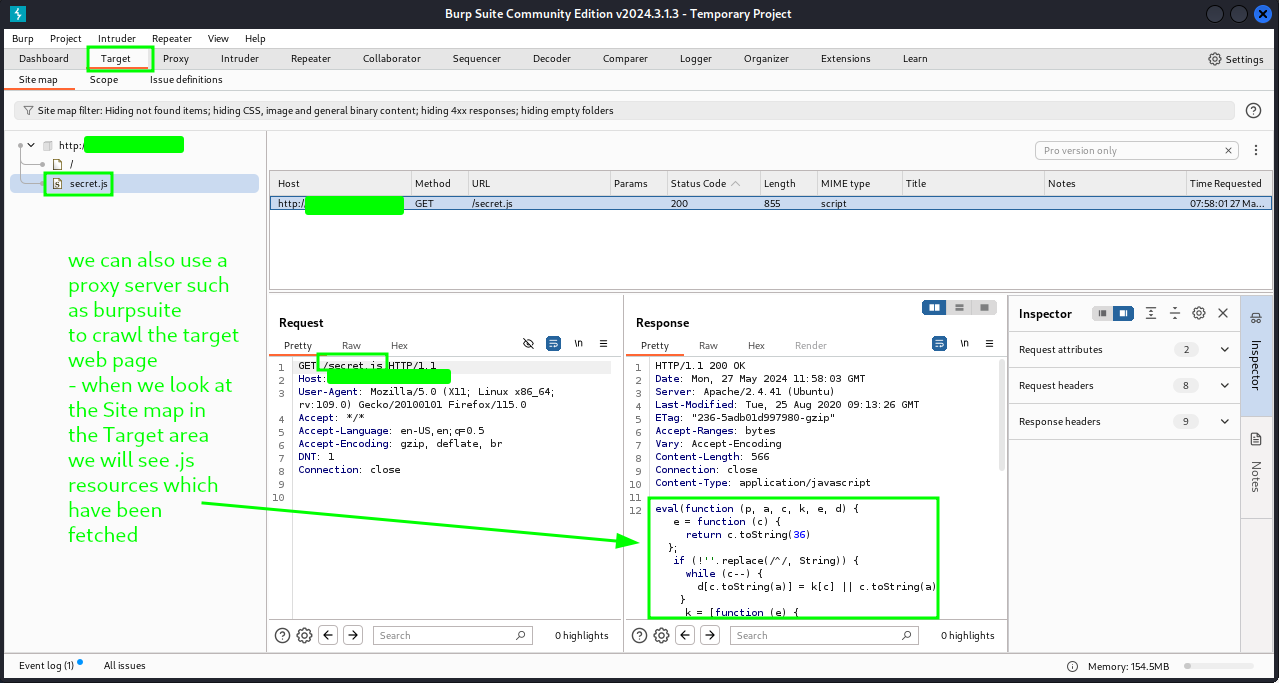 Burp Suite Community Edition v2024.3.1.3 - Temporary Project
Burp Project Intruder Repeater View Help
Dashboard Target Proxy Intruder Repeater Collaborator Sequencer Decoder Comparer Logger Organizer Extensions Learn Settings
Site map Scope Issue definitions
Site map filter: Hiding not found items; hiding CSS, image and general binary content; hiding 4xx responses; hiding empty folders
http:/
/
secret.js
Pro version only
Host Method URL Params Status Code Length MIME type Title Notes Time Requested
http:/ GET /secret.js 200 855 script 07:58:01 27 Ma...
we can also use a
proxy server such
as burpsuite
to crawl the target
web page
- when we look at
the Site map in
the Target area
we will see .js
resources which
have been
fetched
Request
Pretty Raw Hex \n
1 GET /secret.js HTTP/1.1
2 Host:
3 User-Agent: Mozilla/5.0 (X11; Linux x86_64;
rv:109.0) Gecko/20100101 Firefox/115.0
4 Accept: */*
5 Accept-Language: en-US,en;q=0.5
6 Accept-Encoding: gzip, deflate, br
7 DNT: 1
8 Connection: close
9
10
Search 0 highlights
Response
Pretty Raw Hex Render \n
1 HTTP/1.1 200 OK
2 Date: Mon, 27 May 2024 11:58:03 GMT
3 Server: Apache/2.4.41 (Ubuntu)
4 Last-Modified: Tue, 25 Aug 2020 09:13:26 GMT
5 ETag: "236-5adb01d997980-gzip"
6 Accept-Ranges: bytes
7 Vary: Accept-Encoding
8 Content-Length: 566
9 Connection: close
10 Content-Type: application/javascript
11
12 eval(function (p, a, c, k, e, d) {
e = function (c) {
return c.toString(36)
};
if (!''.replace(/^/, String)) {
while (c--) {
d[c.toString(a)] = k[c] || c.toString(a)
}
k = [function (e) {
Search 0 highlights
Inspector
Request attributes 2
Request headers 8
Response headers 9
Inspector
Notes
Event log (1) All issues
Memory: 154.5MB